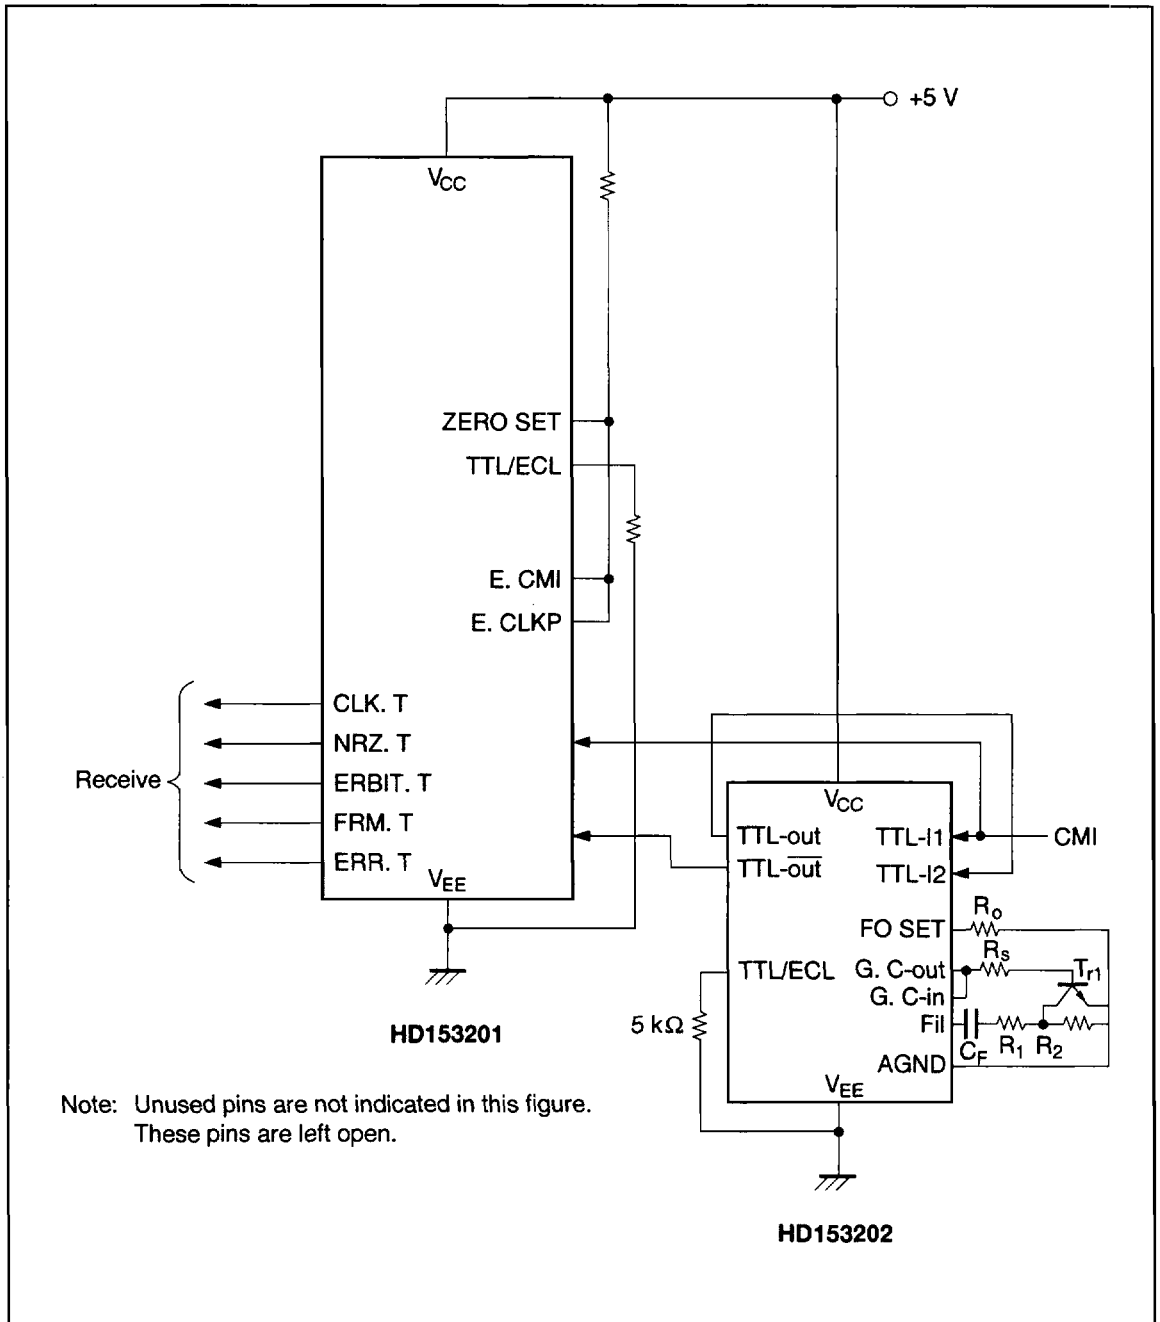 +5 V
VCC
ZERO SET
TTL/ECL
E. CMI
E. CLKP
CLK. T
NRZ. T
ERBIT. T
FRM. T
ERR. T
Receive
VEE
HD153201
VCC
TTL-out
TTL-o̅u̅t̅
TTL-I1
CMI
TTL-I2
FO SET
Ro
TTL/ECL
G. C-out
Rs
Tr1
G. C-in
Fil
CF
R1
R2
AGND
5 kΩ
VEE
HD153202
Note: Unused pins are not indicated in this figure.
These pins are left open.